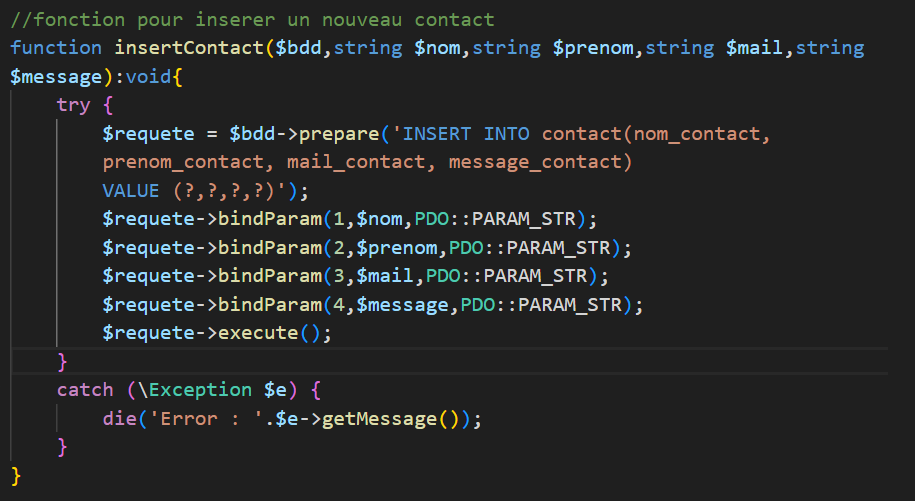 //fonction pour inserer un nouveau contact
function insertContact($bdd,string $nom,string $prenom,string $mail,string
$message):void{
    try {
        $requete = $bdd->prepare('INSERT INTO contact(nom_contact,
        prenom_contact, mail_contact, message_contact)
        VALUE (?,?,?,?)');
        $requete->bindParam(1,$nom,PDO::PARAM_STR);
        $requete->bindParam(2,$prenom,PDO::PARAM_STR);
        $requete->bindParam(3,$mail,PDO::PARAM_STR);
        $requete->bindParam(4,$message,PDO::PARAM_STR);
        $requete->execute();
    }
    catch (\Exception $e) {
        die('Error : '.$e->getMessage());
    }
}